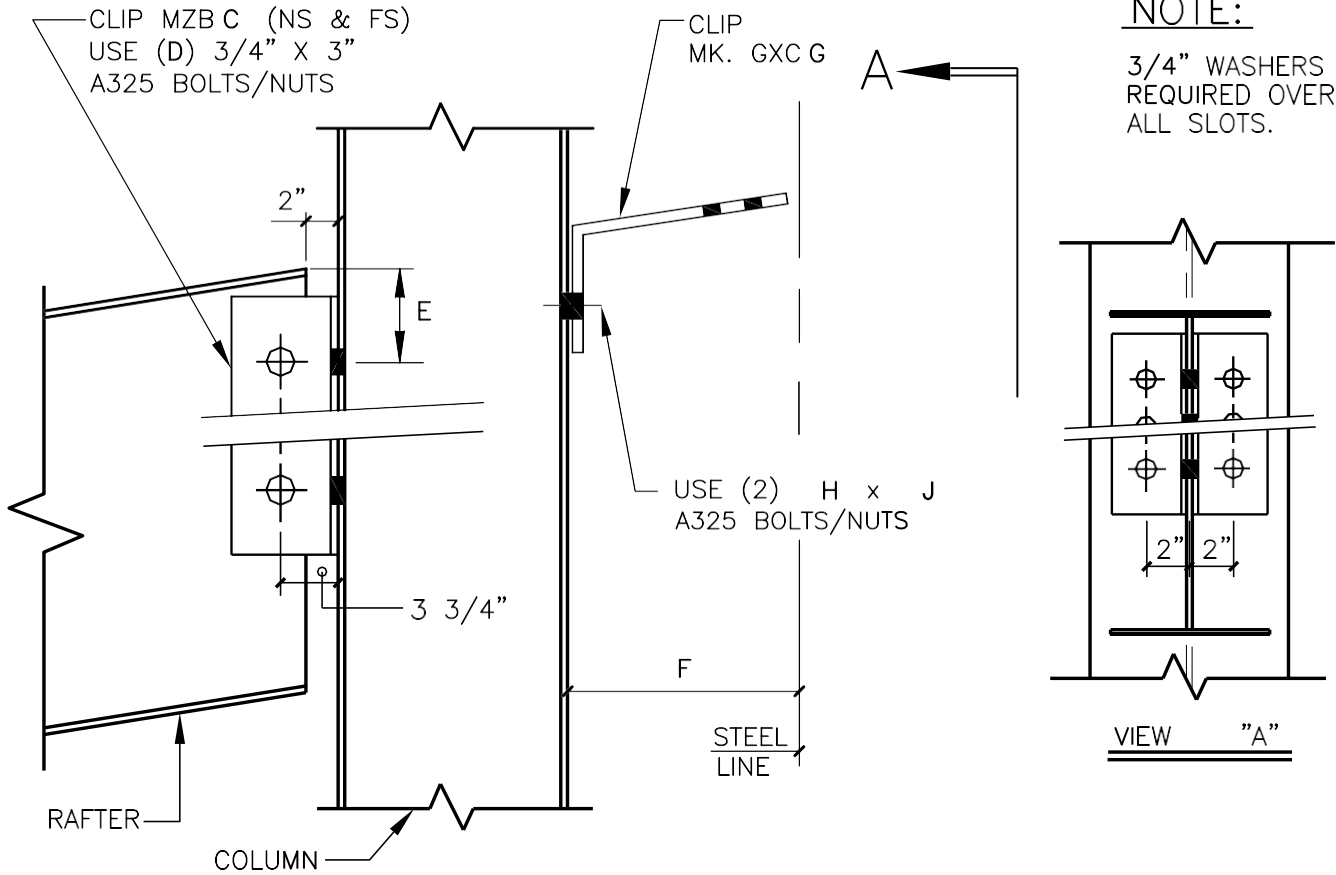 CLIP MZB C (NS & FS)
USE (D) 3/4" X 3"
A325 BOLTS/NUTS
CLIP
MK. GXC G
A
NOTE:
3/4" WASHERS
REQUIRED OVER
ALL SLOTS.
2"
E
USE (2) H x J
A325 BOLTS/NUTS
2" 2"
3 3/4"
F
STEEL
LINE
VIEW "A"
RAFTER
COLUMN